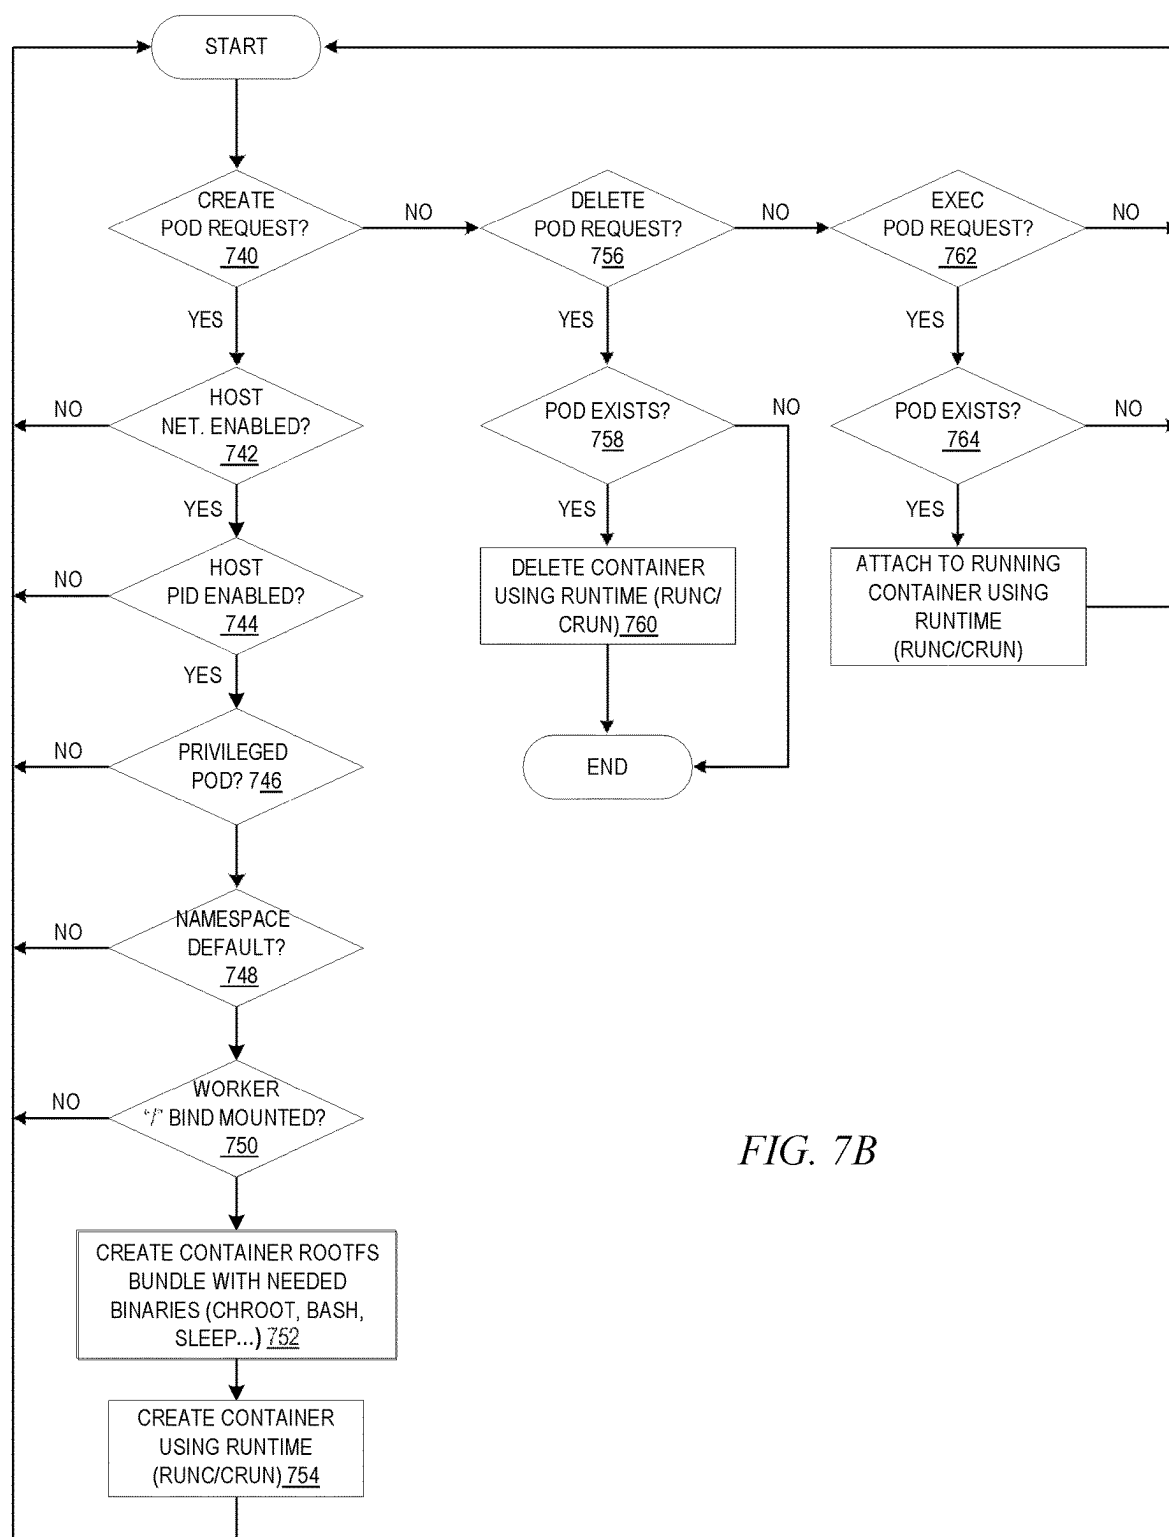 START
CREATE
POD REQUEST?
740
NO
DELETE
POD REQUEST?
756
NO
EXEC
POD REQUEST?
762
NO
YES
YES
YES
HOST
NET. ENABLED?
742
NO
POD EXISTS?
758
NO
POD EXISTS?
764
NO
YES
YES
YES
HOST
PID ENABLED?
744
NO
DELETE CONTAINER
USING RUNTIME (RUNC/
CRUN) 760
ATTACH TO RUNNING
CONTAINER USING
RUNTIME
(RUNC/CRUN)
YES
PRIVILEGED
POD? 746
NO
END
NAMESPACE
DEFAULT?
748
NO
WORKER
"/" BIND MOUNTED?
750
NO
FIG. 7B
CREATE CONTAINER ROOTFS
BUNDLE WITH NEEDED
BINARIES (CHROOT, BASH,
SLEEP...) 752
CREATE CONTAINER
USING RUNTIME
(RUNC/CRUN) 754